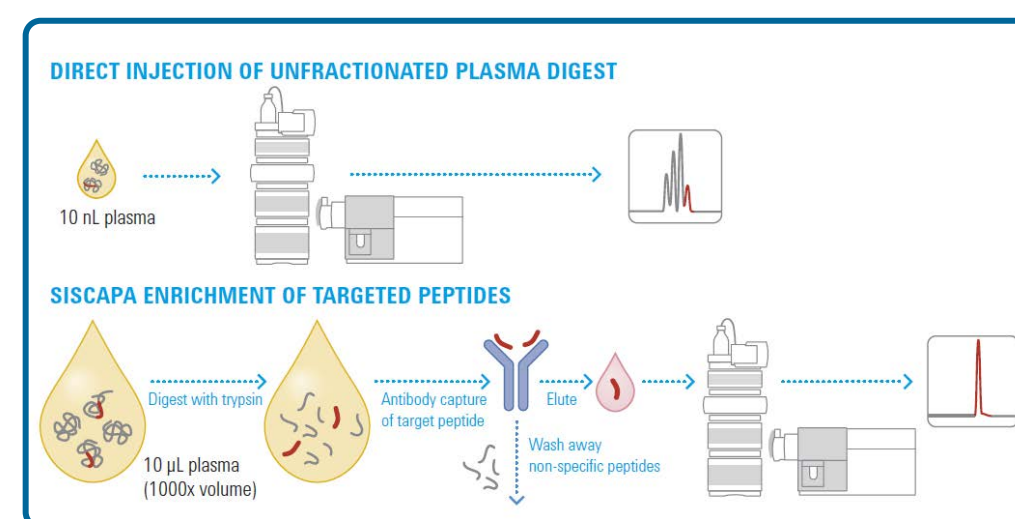 DIRECT INJECTION OF UNFRACTIONATED PLASMA DIGEST
10 nL plasma
SISCAPA ENRICHMENT OF TARGETED PEPTIDES
Digest with trypsin
Antibody capture
of target peptide
Elute
10 µL plasma
(1000x volume)
Wash away
non-specific peptides